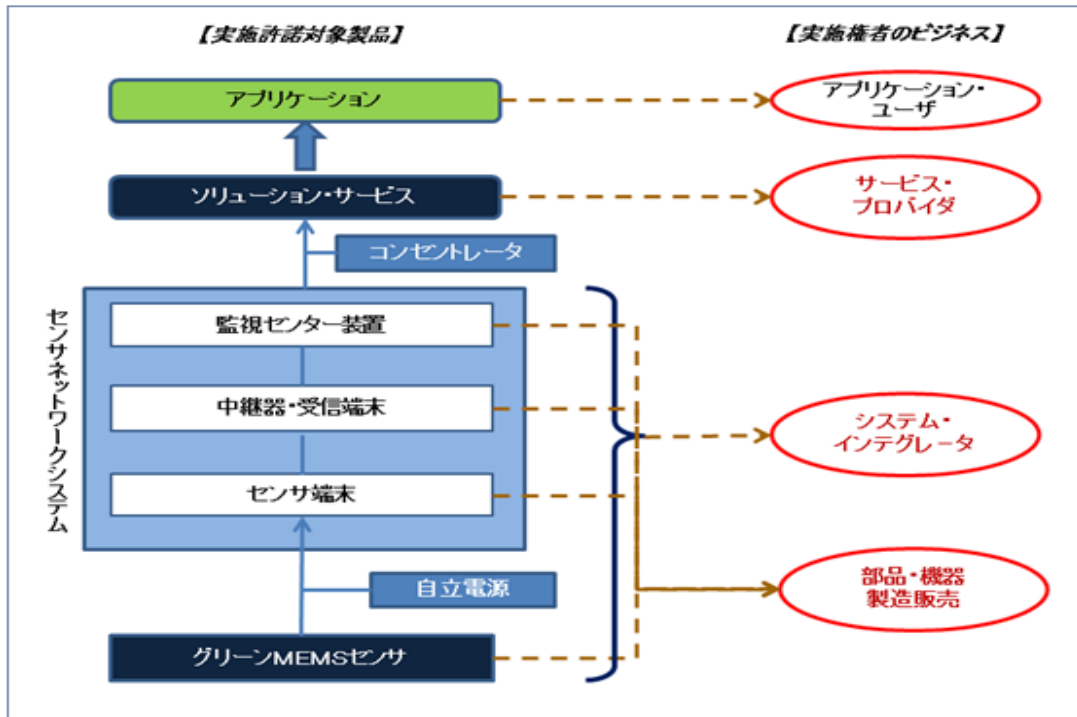 【実施許諾対象製品】
【実施権者のビジネス】
アプリケーション
アプリケーション・
ユーザ
ソリューション・サービス
サービス・
プロバイダ
コンセントレータ
センサネットワークシステム
監視センター装置
中継器・受信端末
システム・
インテグレータ
センサ端末
自立電源
部品・機器
製造販売
グリーンMEMSセンサ